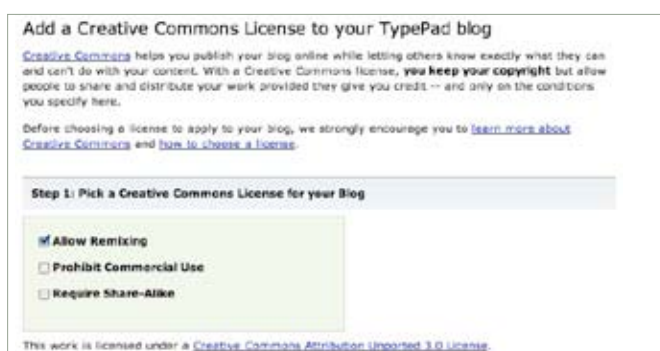 Add a Creative Commons License to your TypePad blog
Creative Commons helps you publish your blog online while letting others know exactly what they can
and can't do with your content. With a Creative Commons license, you keep your copyright but allow
people to share and distribute your work provided they give you credit -- and only on the conditions
you specify here.
Before choosing a license to apply to your blog, we strongly encourage you to learn more about
Creative Commons and how to choose a license.
Step 1: Pick a Creative Commons License for your Blog
Allow Remixing
Prohibit Commercial Use
Require Share-Alike
This work is licensed under a Creative Commons Attribution Unported 3.0 License.